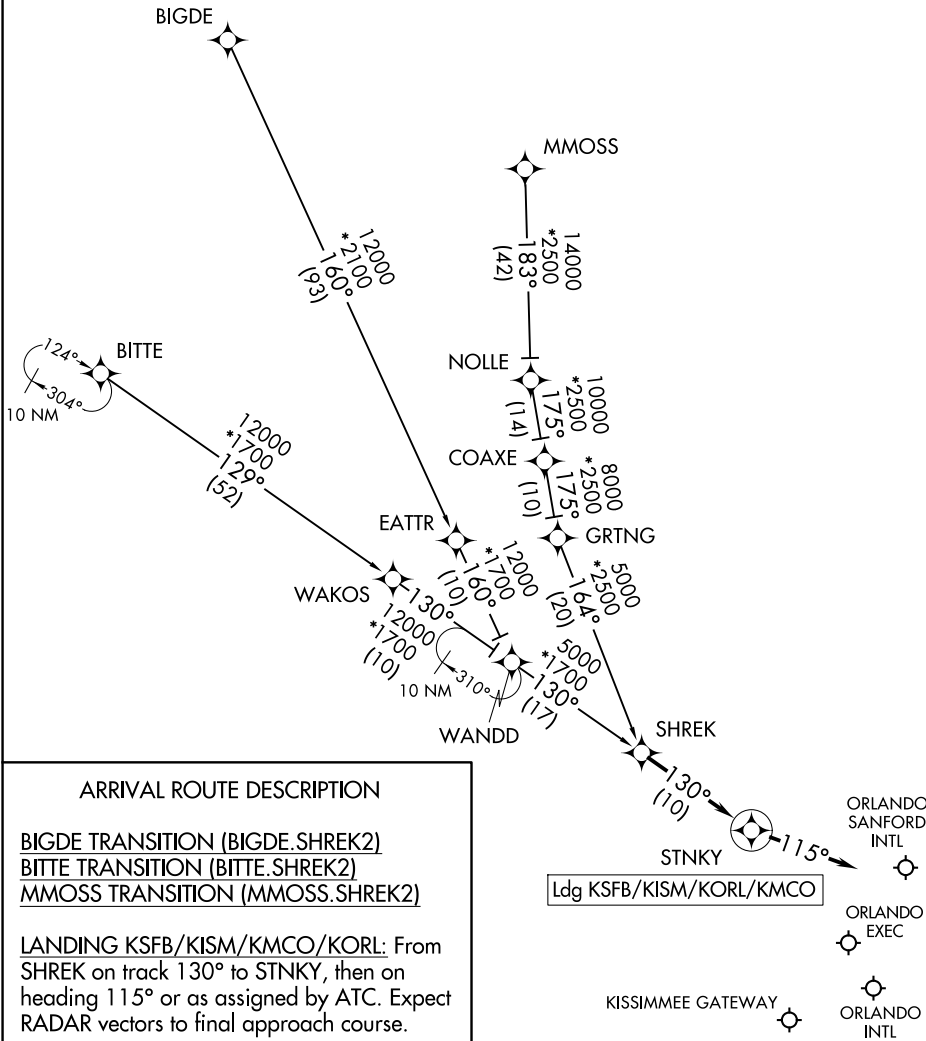 BIGDE
MMOSS
12000
*2100
160°
(93)
14000
*2500
183°
(42)
BITTE
124°
304°
10 NM
NOLLE
10000
*2500
175°
(14)
12000
*1700
129°
(52)
COAXE
8000
*2500
175°
(10)
EATTR
GRTNG
12000
*1700
160°
(10)
5000
*2500
164°
(20)
WAKOS
130°
12000
*1700
(10)
310°
10 NM
5000
*1700
130°
(17)
WANDD
SHREK
130°
(10)
STNKY
115°
Ldg KSFB/KISM/KORL/KMCO
ORLANDO
SANFORD
INTL
ORLANDO
EXEC
KISSIMMEE GATEWAY
ORLANDO
INTL
ARRIVAL ROUTE DESCRIPTION
BIGDE TRANSITION (BIGDE.SHREK2)
BITTE TRANSITION (BITTE.SHREK2)
MMOSS TRANSITION (MMOSS.SHREK2)
LANDING KSFB/KISM/KMCO/KORL: From
SHREK on track 130° to STNKY, then on
heading 115° or as assigned by ATC. Expect
RADAR vectors to final approach course.